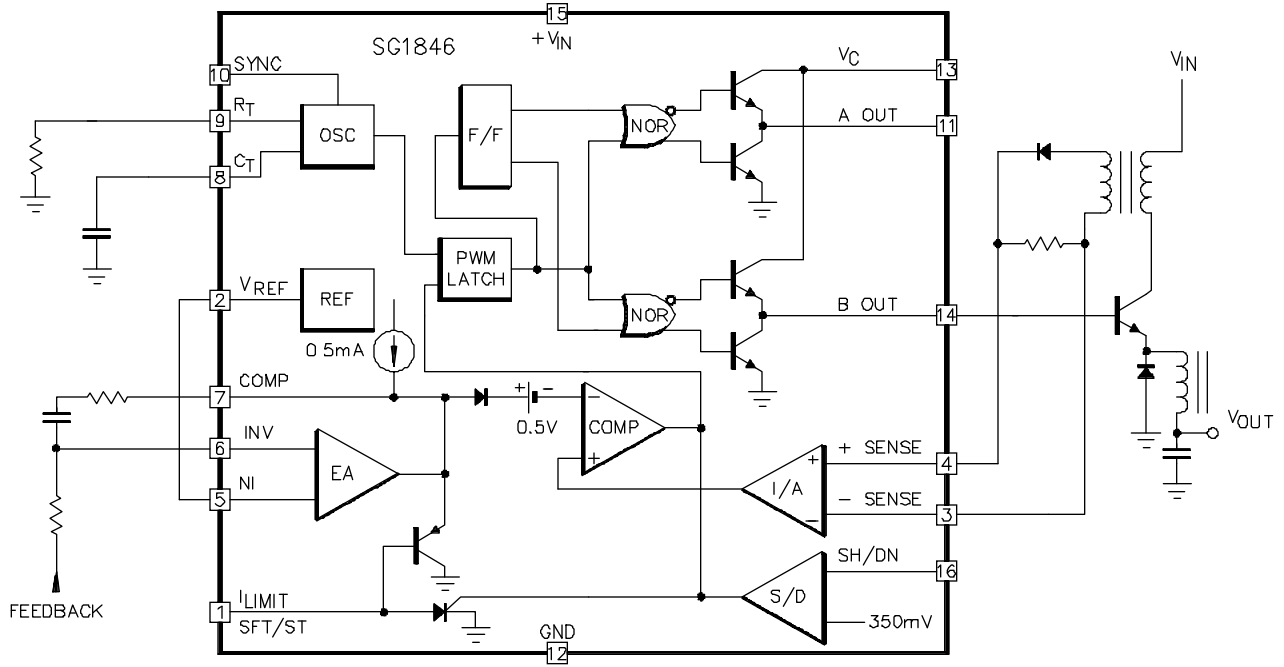 15
+VIN
SG1846
10
SYNC
9
RT
8
CT
OSC
F/F
NOR
VC
13
A OUT
11
VIN
PWM
LATCH
2
VREF
REF
0 5mA
NOR
B OUT
14
7
COMP
+ −
0.5V
−
COMP
+
6
INV
EA
5
NI
+
I/A
−
+ SENSE
4
− SENSE
3
VOUT
SH/DN
16
S/D
350mV
FEEDBACK
1
ILIMIT
SFT/ST
GND
12